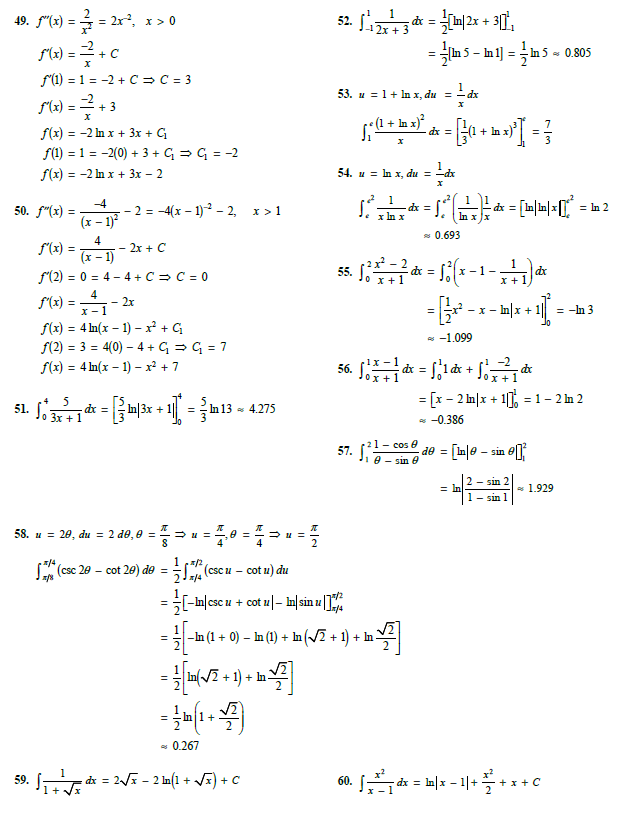 49. f″(x) = 2/x² = 2x⁻², x > 0
f′(x) = −2/x + C
f′(1) = 1 = −2 + C ⇒ C = 3
f′(x) = −2/x + 3
f(x) = −2 ln x + 3x + C₁
f(1) = 1 = −2(0) + 3 + C₁ ⇒ C₁ = −2
f(x) = −2 ln x + 3x − 2
50. f″(x) = −4/(x − 1)² − 2 = −4(x − 1)⁻² − 2, x > 1
f′(x) = 4/(x − 1) − 2x + C
f′(2) = 0 = 4 − 4 + C ⇒ C = 0
f′(x) = 4/(x − 1) − 2x
f(x) = 4 ln(x − 1) − x² + C₁
f(2) = 3 = 4(0) − 4 + C₁ ⇒ C₁ = 7
f(x) = 4 ln(x − 1) − x² + 7
51. ∫₀⁴ 5/(3x + 1) dx = [5/3 ln|3x + 1|]₀⁴ = 5/3 ln 13 ≈ 4.275
52. ∫₋₁¹ 1/(2x + 3) dx = 1/2[ln|2x + 3|]₋₁¹
= 1/2[ln 5 − ln 1] = 1/2 ln 5 ≈ 0.805
53. u = 1 + ln x, du = 1/x dx
∫₁ᵉ (1 + ln x)²/x dx = [1/3(1 + ln x)³]₁ᵉ = 7/3
54. u = ln x, du = 1/x dx
∫ₑ^(e²) 1/(x ln x) dx = ∫ₑ^(e²) (1/ln x) 1/x dx = [ln|ln|x||]ₑ^(e²) = ln 2
≈ 0.693
55. ∫₀² (x² − 2)/(x + 1) dx = ∫₀² (x − 1 − 1/(x + 1)) dx
= [1/2 x² − x − ln|x + 1|]₀² = −ln 3
≈ −1.099
56. ∫₀¹ (x − 1)/(x + 1) dx = ∫₀¹ 1 dx + ∫₀¹ −2/(x + 1) dx
= [x − 2 ln|x + 1|]₀¹ = 1 − 2 ln 2
≈ −0.386
57. ∫₁² (1 − cos θ)/(θ − sin θ) dθ = [ln|θ − sin θ|]₁²
= ln|(2 − sin 2)/(1 − sin 1)| ≈ 1.929
58. u = 2θ, du = 2 dθ, θ = π/8 ⇒ u = π/4, θ = π/4 ⇒ u = π/2
∫_(π/8)^(π/4) (csc 2θ − cot 2θ) dθ = 1/2 ∫_(π/4)^(π/2) (csc u − cot u) du
= 1/2[−ln|csc u + cot u| − ln|sin u|]_(π/4)^(π/2)
= 1/2[−ln (1 + 0) − ln (1) + ln (√2 + 1) + ln √2/2]
= 1/2[ln(√2 + 1) + ln √2/2]
= 1/2 ln(1 + √2/2)
≈ 0.267
59. ∫ 1/(1 + √x) dx = 2√x − 2 ln(1 + √x) + C
60. ∫ x²/(x − 1) dx = ln|x − 1| + x²/2 + x + C